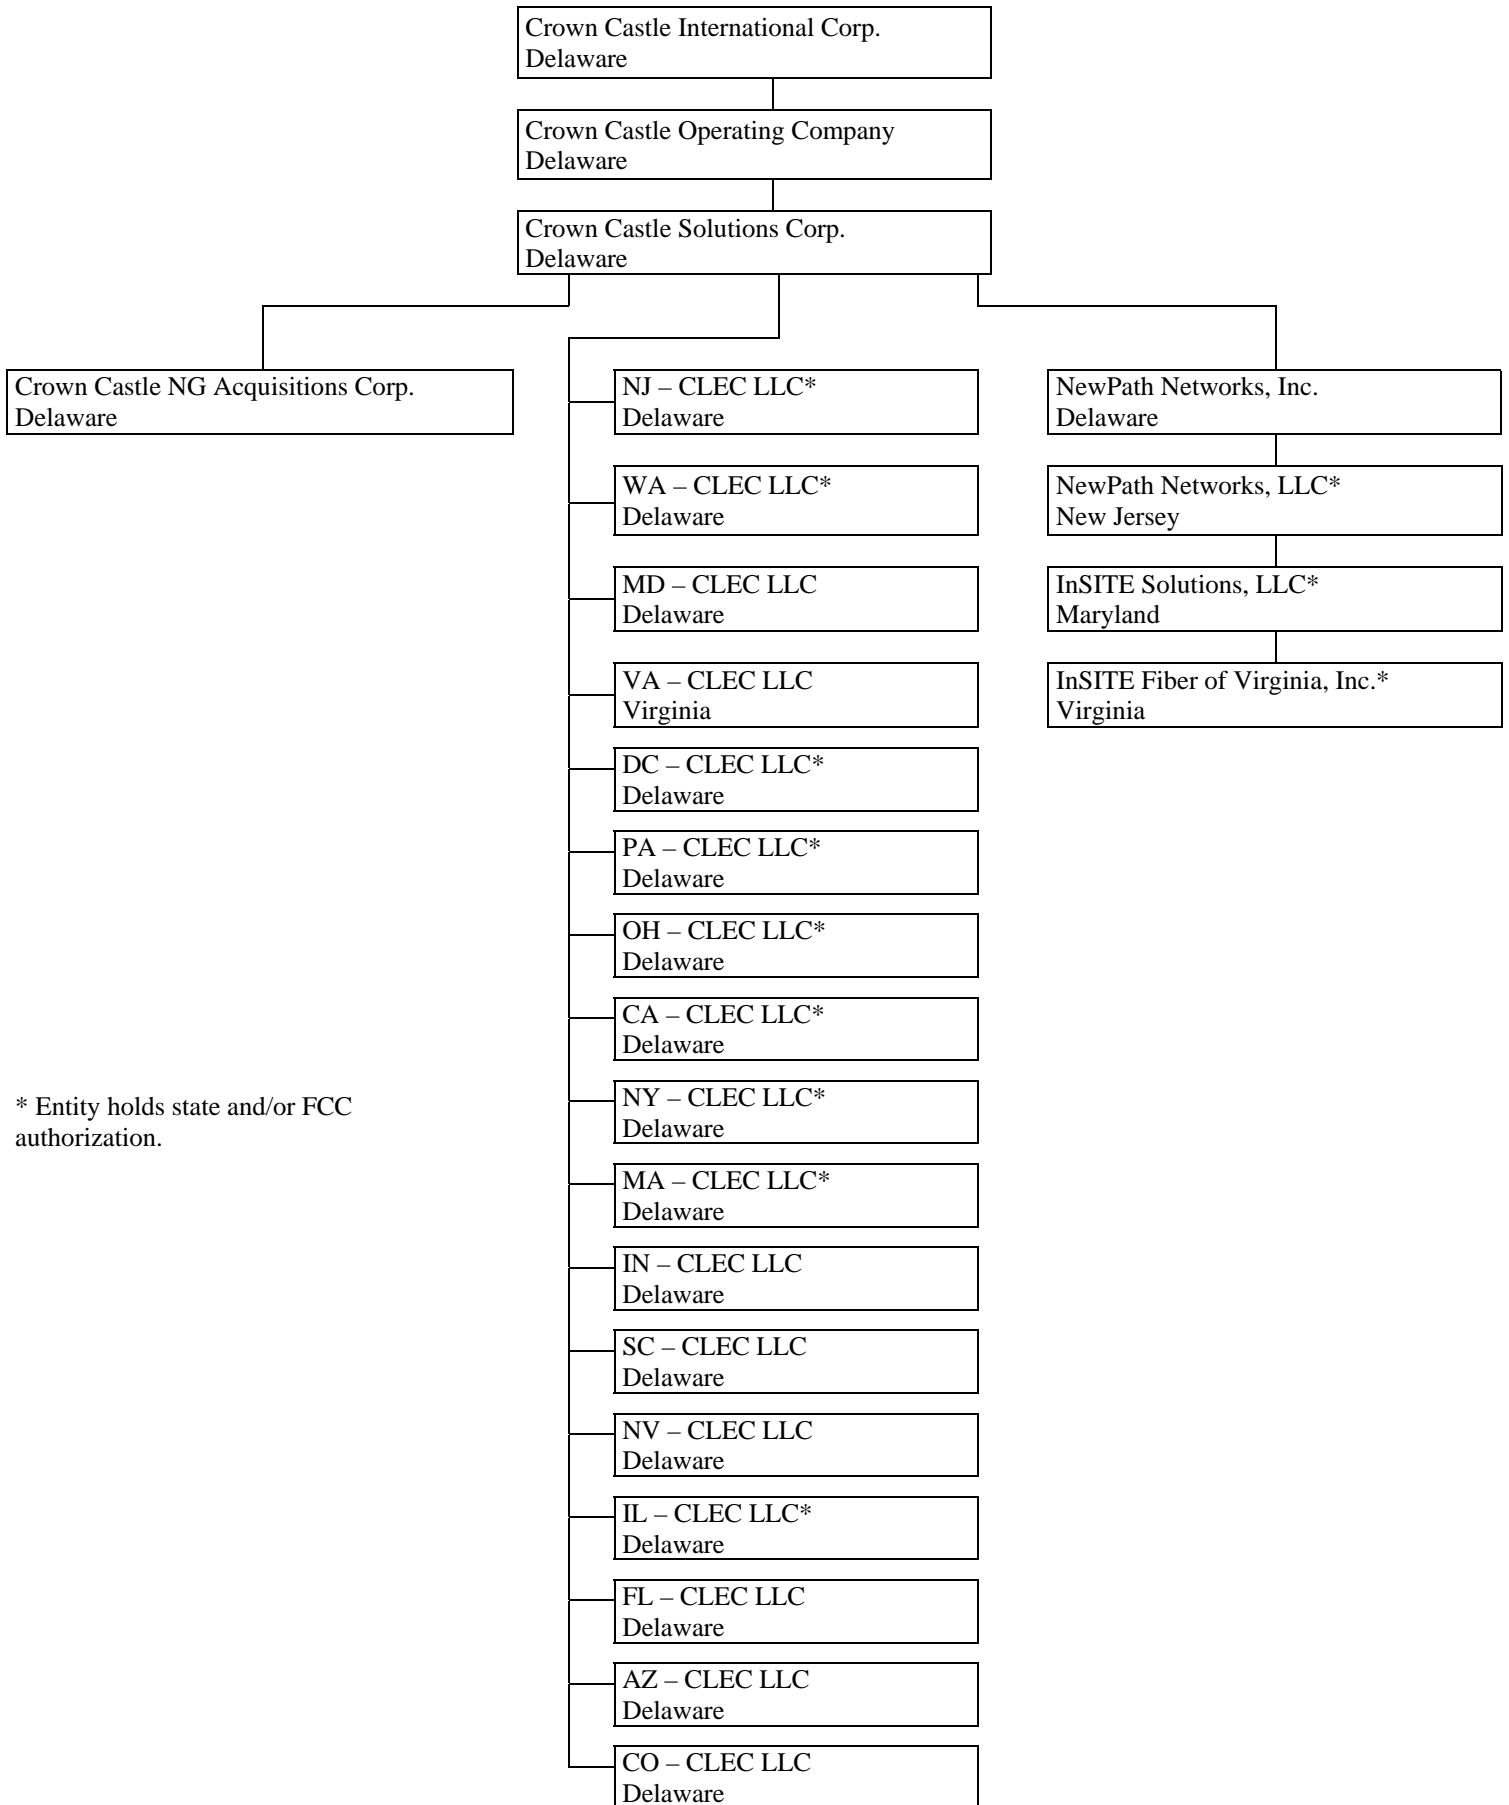 Crown Castle International Corp.
Delaware
Crown Castle Operating Company
Delaware
Crown Castle Solutions Corp.
Delaware
Crown Castle NG Acquisitions Corp.
Delaware
NJ – CLEC LLC*
Delaware
WA – CLEC LLC*
Delaware
MD – CLEC LLC
Delaware
VA – CLEC LLC
Virginia
DC – CLEC LLC*
Delaware
PA – CLEC LLC*
Delaware
OH – CLEC LLC*
Delaware
CA – CLEC LLC*
Delaware
NY – CLEC LLC*
Delaware
MA – CLEC LLC*
Delaware
IN – CLEC LLC
Delaware
SC – CLEC LLC
Delaware
NV – CLEC LLC
Delaware
IL – CLEC LLC*
Delaware
FL – CLEC LLC
Delaware
AZ – CLEC LLC
Delaware
CO – CLEC LLC
Delaware
NewPath Networks, Inc.
Delaware
NewPath Networks, LLC*
New Jersey
InSITE Solutions, LLC*
Maryland
InSITE Fiber of Virginia, Inc.*
Virginia
* Entity holds state and/or FCC
authorization.